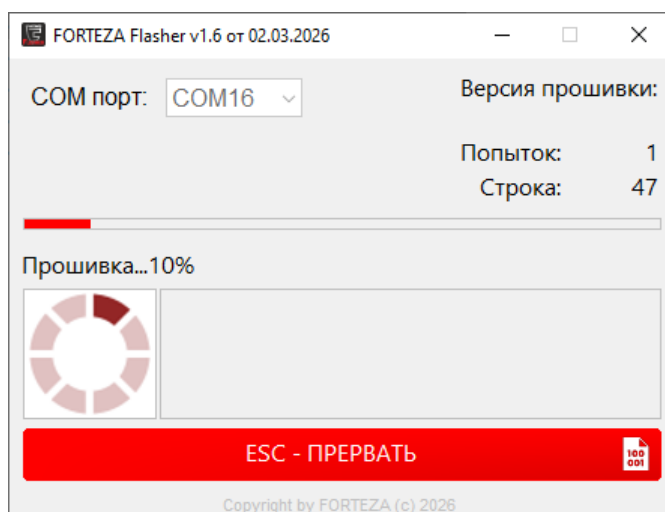 FORTEZA Flasher v1.6 от 02.03.2026
COM порт: COM16
Версия прошивки:
Попыток: 1
Строка: 47
Прошивка...10%
ESC - ПРЕРВАТЬ
100
001
Copyright by FORTEZA (c) 2026